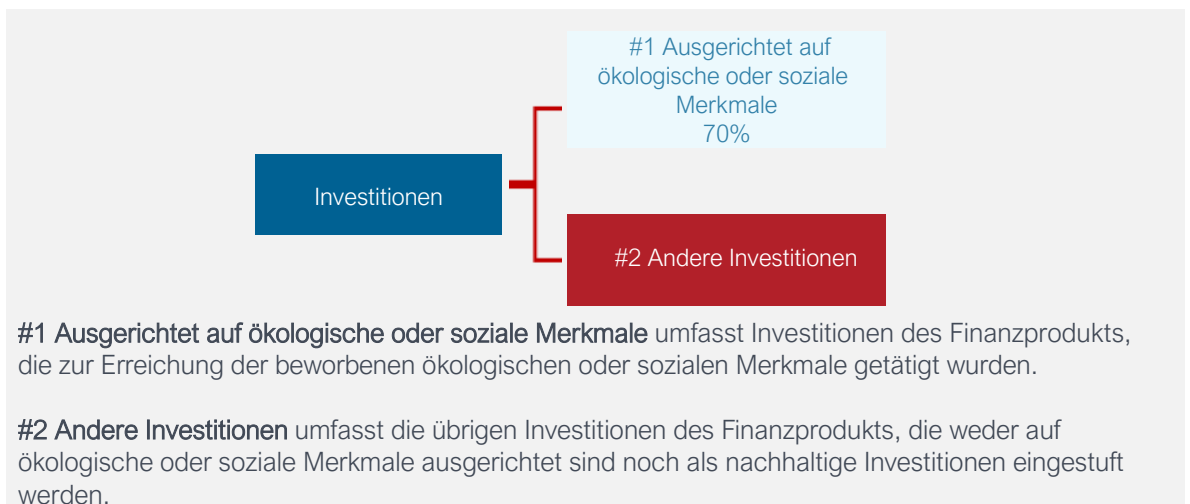 #1 Ausgerichtet auf
ökologische oder soziale
Merkmale
70%
Investitionen
#2 Andere Investitionen
#1 Ausgerichtet auf ökologische oder soziale Merkmale umfasst Investitionen des Finanzprodukts,
die zur Erreichung der beworbenen ökologischen oder sozialen Merkmale getätigt wurden.
#2 Andere Investitionen umfasst die übrigen Investitionen des Finanzprodukts, die weder auf
ökologische oder soziale Merkmale ausgerichtet sind noch als nachhaltige Investitionen eingestuft
werden.